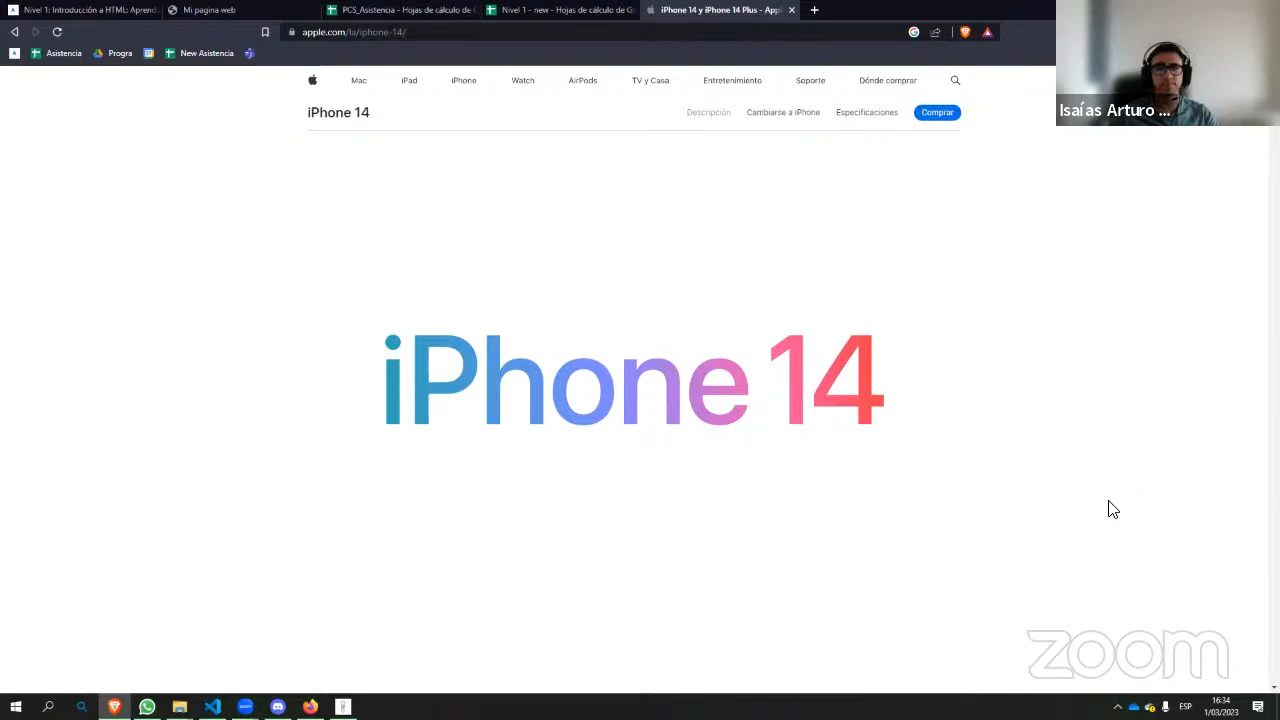 Nivel 1: Introducción a HTML: Aprend
Mi pagina web
PCS_Asistencia - Hojas de cálculo de (
Nivel 1 - new - Hojas de cálculo de G
iPhone 14 y iPhone 14 Plus - Appl
apple.com/la/iphone-14/
Asistencia
Progra
New Asistencia
Mac
iPad
iPhone
Watch
AirPods
TV y Casa
Entretenimiento
Soporte
Dónde comprar
iPhone 14
Descripción
Cambiarse a iPhone
Especificaciones
Comprar
Isaías Arturo ...
iPhone 14
zoom
ESP
16:34
1/03/2023